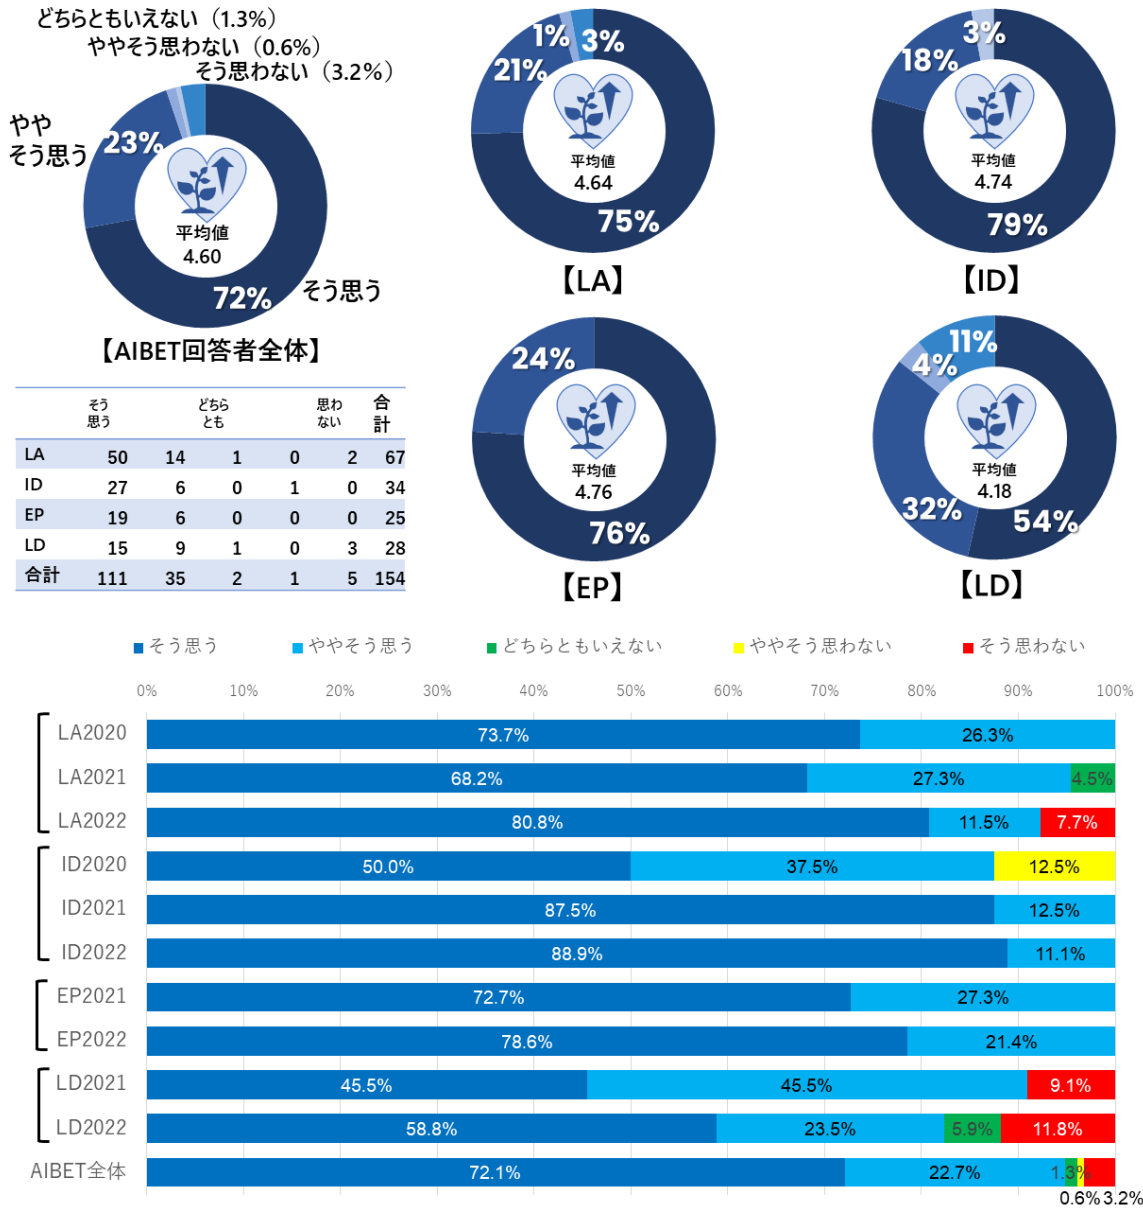 どちらともいえない（1.3%）
ややそう思わない（0.6%）
そう思わない（3.2%）
やや
そう思う
23%
平均値
4.60
72%
そう思う
【AIBET回答者全体】
1%
3%
21%
平均値
4.64
75%
【LA】
3%
18%
平均値
4.74
79%
【ID】
24%
平均値
4.76
76%
【EP】
11%
4%
平均値
4.18
32%
54%
【LD】
そう思う どちらとも 思わない 合計
LA 50 14 1 0 2 67
ID 27 6 0 1 0 34
EP 19 6 0 0 0 25
LD 15 9 1 0 3 28
合計 111 35 2 1 5 154
そう思う ややそう思う どちらともいえない ややそう思わない そう思わない
0% 10% 20% 30% 40% 50% 60% 70% 80% 90% 100%
LA2020 73.7% 26.3%
LA2021 68.2% 27.3% 4.5%
LA2022 80.8% 11.5% 7.7%
ID2020 50.0% 37.5% 12.5%
ID2021 87.5% 12.5%
ID2022 88.9% 11.1%
EP2021 72.7% 27.3%
EP2022 78.6% 21.4%
LD2021 45.5% 45.5% 9.1%
LD2022 58.8% 23.5% 5.9% 11.8%
AIBET全体 72.1% 22.7% 1.3%
0.6% 3.2%